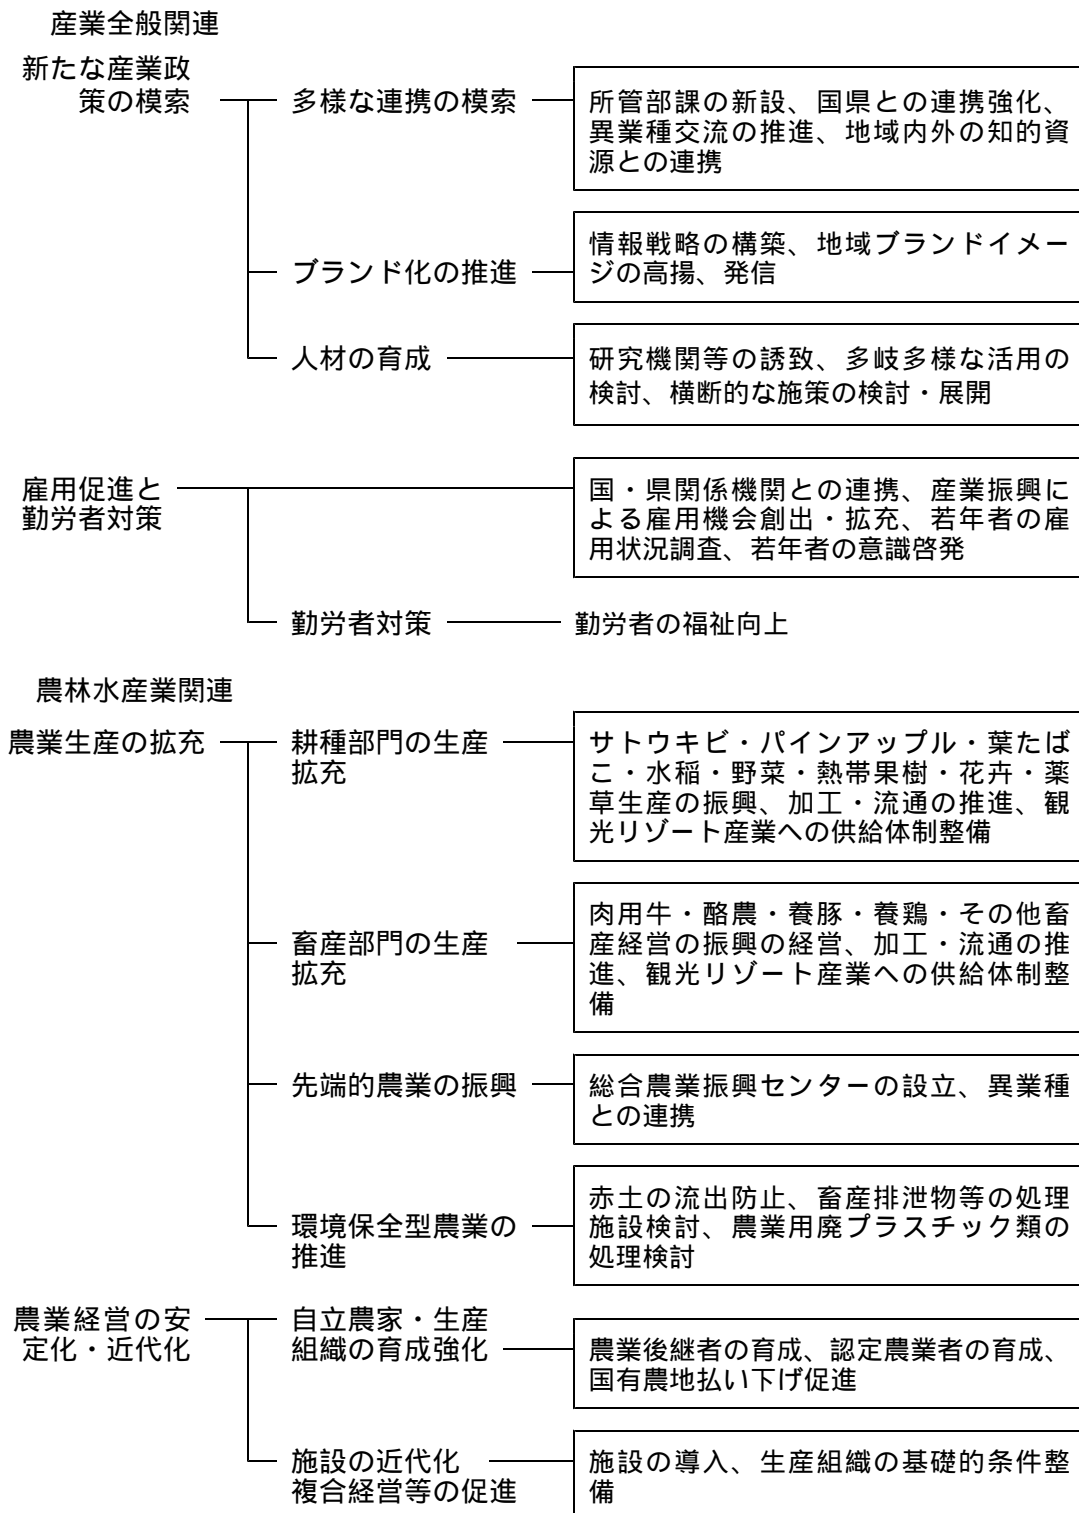 産業全般関連
新たな産業政
策の模索
多様な連携の模索
所管部課の新設、国県との連携強化、
異業種交流の推進、地域内外の知的資
源との連携
ブランド化の推進
情報戦略の構築、地域ブランドイメー
ジの高揚、発信
人材の育成
研究機関等の誘致、多岐多様な活用の
検討、横断的な施策の検討・展開
雇用促進と
勤労者対策
国・県関係機関との連携、産業振興に
よる雇用機会創出・拡充、若年者の雇
用状況調査、若年者の意識啓発
勤労者対策
勤労者の福祉向上
農林水産業関連
農業生産の拡充
耕種部門の生産
拡充
サトウキビ・パインアップル・葉たば
こ・水稲・野菜・熱帯果樹・花卉・薬
草生産の振興、加工・流通の推進、観
光リゾート産業への供給体制整備
畜産部門の生産
拡充
肉用牛・酪農・養豚・養鶏・その他畜
産経営の振興の経営、加工・流通の推
進、観光リゾート産業への供給体制整
備
先端的農業の振興
総合農業振興センターの設立、異業種
との連携
環境保全型農業の
推進
赤土の流出防止、畜産排泄物等の処理
施設検討、農業用廃プラスチック類の
処理検討
農業経営の安
定化・近代化
自立農家・生産
組織の育成強化
農業後継者の育成、認定農業者の育成、
国有農地払い下げ促進
施設の近代化
複合経営等の促進
施設の導入、生産組織の基礎的条件整
備